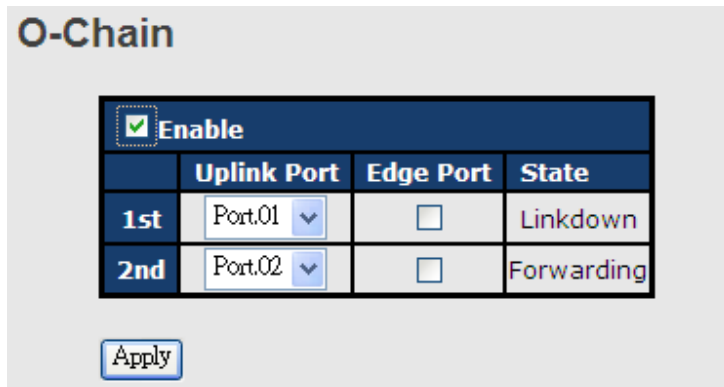 O-Chain
Enable
Uplink Port Edge Port State
1st Port.01 Linkdown
2nd Port.02 Forwarding
Apply